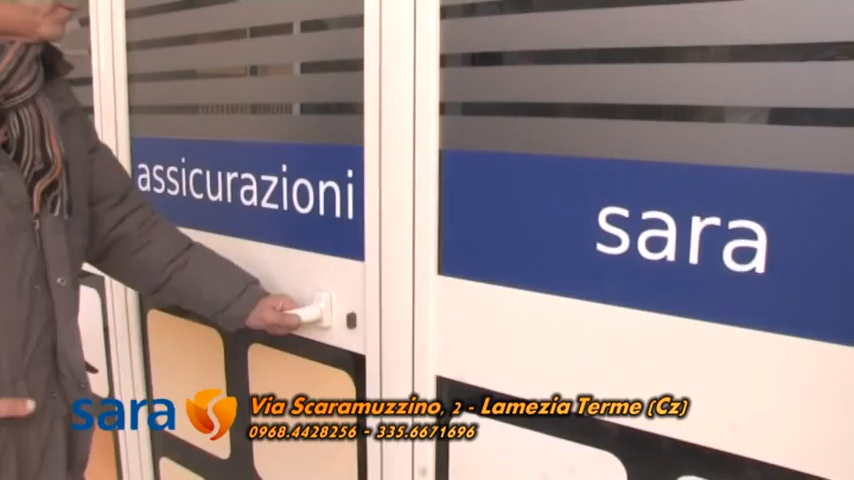 assicurazioni
sara
sara
Via Scaramuzzino, 2 - Lamezia Terme (Cz)
0968.4428256 - 335.6671696